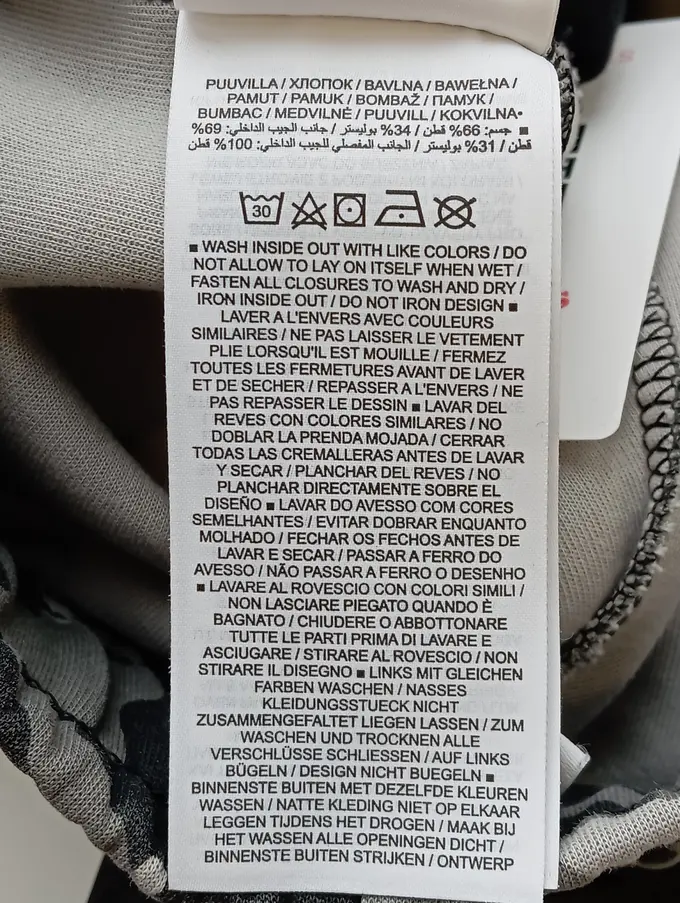 PUUVILLA / ХЛОПОК / BAVLNA / BAWEŁNA /
PAMUT / PAMUK / BOMBAŽ / ПАМУК /
BUMBAC / MEDVILNĖ / PUUVILL / KOKVILNA•
■ جسم: 66% قطن / 34% بوليستر / جانب الجيب الداخلي: 69%
قطن / 31% بوليستر / الجانب المفصلي للجيب الداخلي: 100% قطن
30
■ WASH INSIDE OUT WITH LIKE COLORS / DO
NOT ALLOW TO LAY ON ITSELF WHEN WET /
FASTEN ALL CLOSURES TO WASH AND DRY /
IRON INSIDE OUT / DO NOT IRON DESIGN ■
LAVER A L'ENVERS AVEC COULEURS
SIMILAIRES / NE PAS LAISSER LE VETEMENT
PLIE LORSQU'IL EST MOUILLE / FERMEZ
TOUTES LES FERMETURES AVANT DE LAVER
ET DE SECHER / REPASSER A L'ENVERS / NE
PAS REPASSER LE DESSIN ■ LAVAR DEL
REVES CON COLORES SIMILARES / NO
DOBLAR LA PRENDA MOJADA / CERRAR
TODAS LAS CREMALLERAS ANTES DE LAVAR
Y SECAR / PLANCHAR DEL REVES / NO
PLANCHAR DIRECTAMENTE SOBRE EL
DISEÑO ■ LAVAR DO AVESSO COM CORES
SEMELHANTES / EVITAR DOBRAR ENQUANTO
MOLHADO / FECHAR OS FECHOS ANTES DE
LAVAR E SECAR / PASSAR A FERRO DO
AVESSO / NÃO PASSAR A FERRO O DESENHO
■ LAVARE AL ROVESCIO CON COLORI SIMILI /
NON LASCIARE PIEGATO QUANDO È
BAGNATO / CHIUDERE O ABBOTTONARE
TUTTE LE PARTI PRIMA DI LAVARE E
ASCIUGARE / STIRARE AL ROVESCIO / NON
STIRARE IL DISEGNO ■ LINKS MIT GLEICHEN
FARBEN WASCHEN / NASSES
KLEIDUNGSSTUECK NICHT
ZUSAMMENGEFALTET LIEGEN LASSEN / ZUM
WASCHEN UND TROCKNEN ALLE
VERSCHLÜSSE SCHLIESSEN / AUF LINKS
BÜGELN / DESIGN NICHT BUEGELN ■
BINNENSTE BUITEN MET DEZELFDE KLEUREN
WASSEN / NATTE KLEDING NIET OP ELKAAR
LEGGEN TIJDENS HET DROGEN / MAAK BIJ
HET WASSEN ALLE OPENINGEN DICHT /
BINNENSTE BUITEN STRIJKEN / ONTWERP